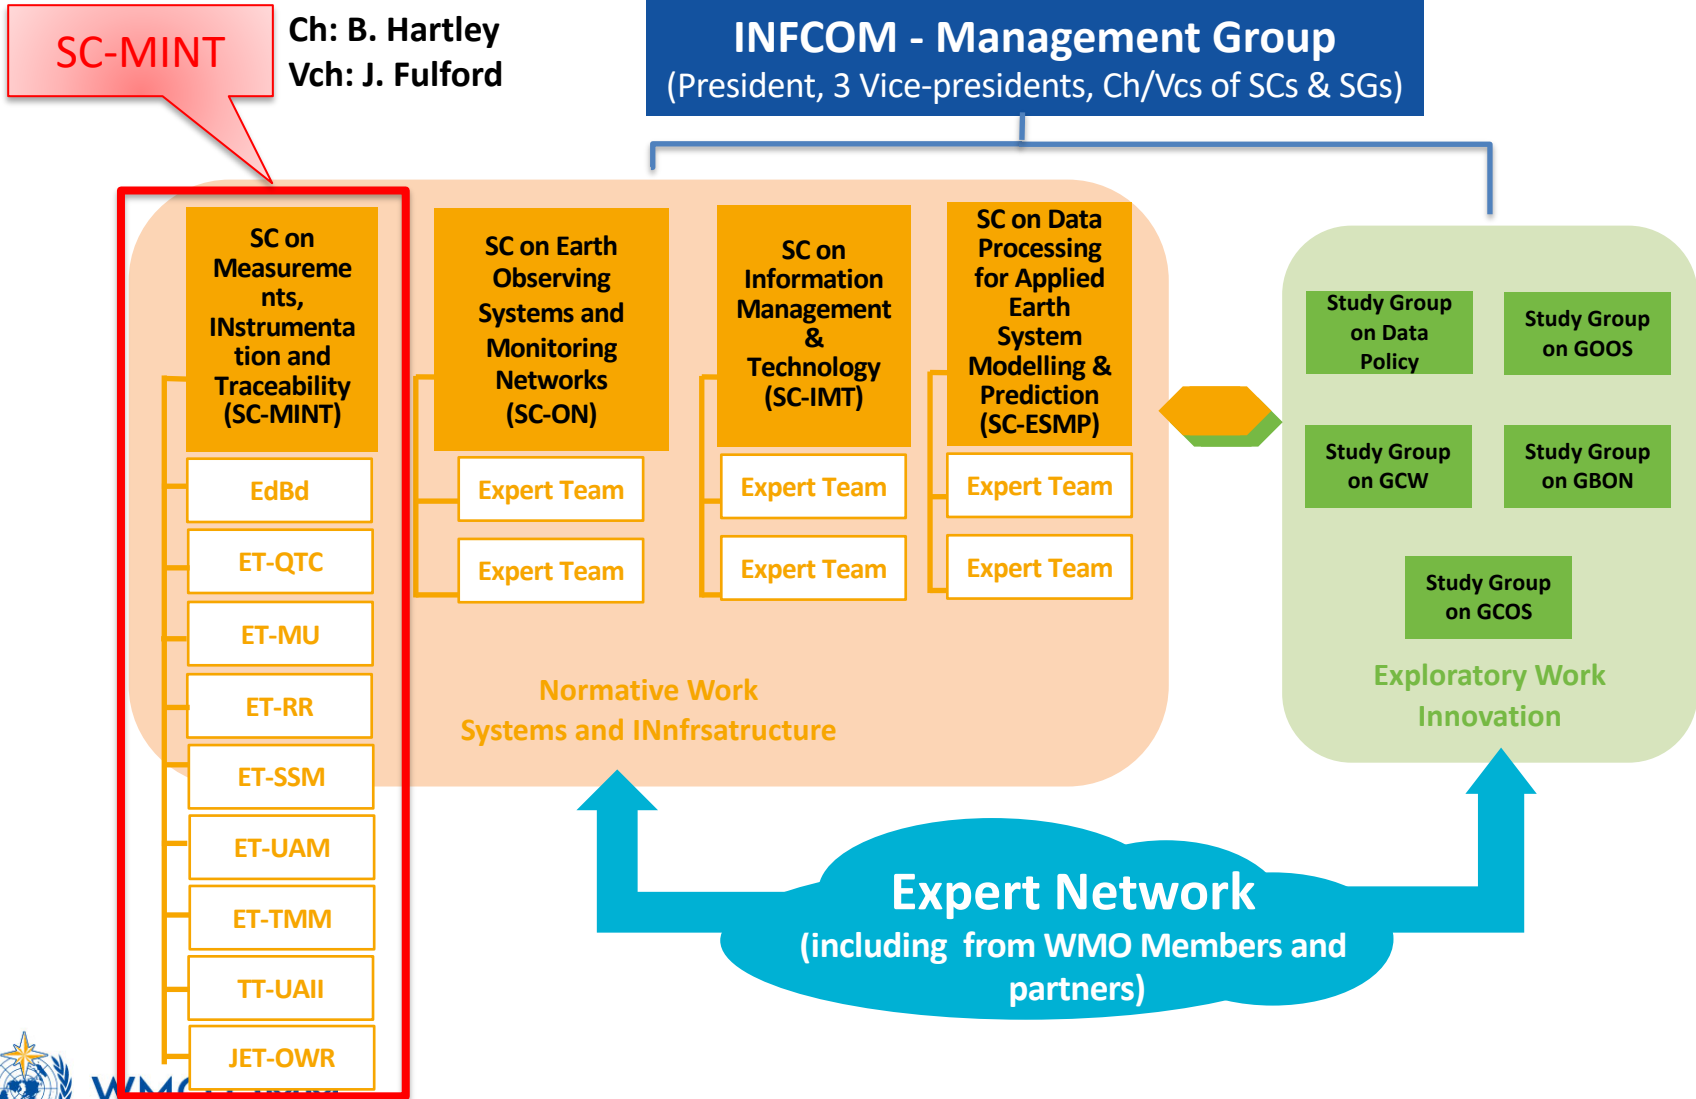 SC-MINT
Ch: B. Hartley
Vch: J. Fulford
INFCOM - Management Group
(President, 3 Vice-presidents, Ch/Vcs of SCs & SGs)
SC on
Measureme
nts,
INstrumenta
tion and
Traceability
(SC-MINT)
EdBd
ET-QTC
ET-MU
ET-RR
ET-SSM
ET-UAM
ET-TMM
TT-UAII
JET-OWR
SC on Earth
Observing
Systems and
Monitoring
Networks
(SC-ON)
Expert Team
Expert Team
SC on
Information
Management
&
Technology
(SC-IMT)
Expert Team
Expert Team
SC on Data
Processing
for Applied
Earth
System
Modelling &
Prediction
(SC-ESMP)
Expert Team
Expert Team
Normative Work
Systems and INnfrsatructure
Study Group
on Data
Policy
Study Group
on GOOS
Study Group
on GCW
Study Group
on GBON
Study Group
on GCOS
Exploratory Work
Innovation
Expert Network
(including from WMO Members and
partners)
WMO